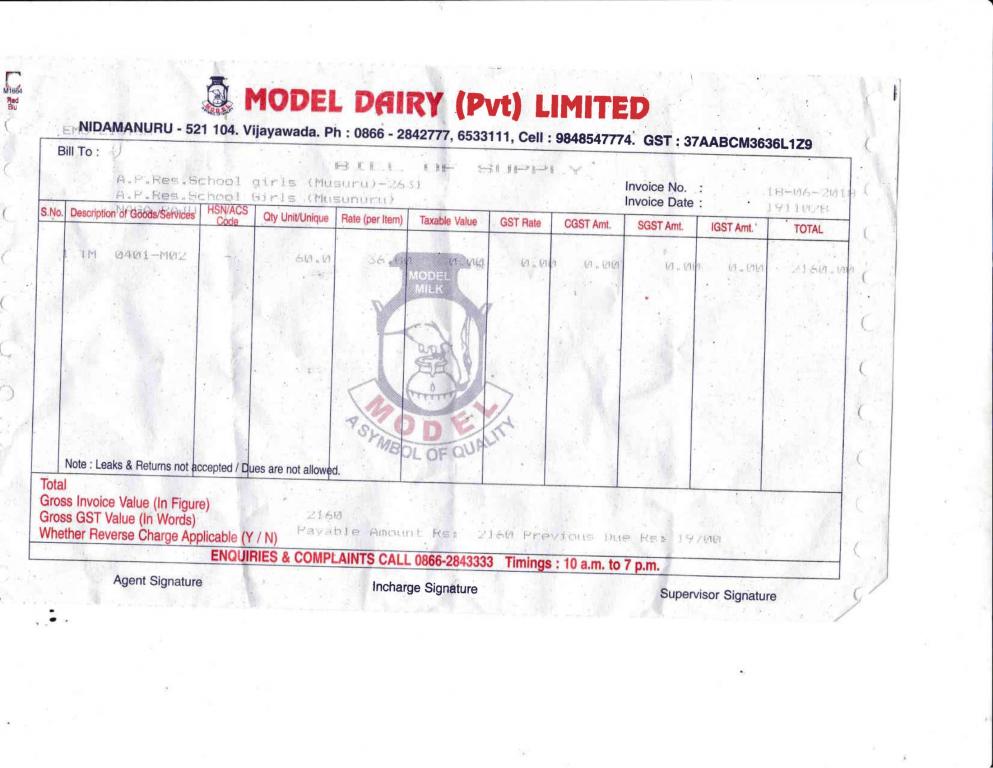 M1664
Red
Blu
MODEL DAIRY (Pvt) LIMITED
NIDAMANURU - 521 104. Vijayawada. Ph : 0866 - 2842777, 6533111, Cell : 9848547774. GST : 37AABCM3636L1Z9
Bill To :
BILL OF SUPPLY
A.P.Res.School girls (Musuru)-2631
A.P.Res.School Girls (Musunuru)
Invoice No. : 18-06-2018
Invoice Date : 191100/8
S.No. Description of Goods/Services HSN/ACS Code Qty Unit/Unique Rate (per Item) Taxable Value GST Rate CGST Amt. SGST Amt. IGST Amt. TOTAL
1 TM 0401-M02 - 60.0 36.00 0.00 0.00 0.00 0.00 0.00 2160.00
MODEL
MILK
MODEL
A SYMBOL OF QUALITY
Note : Leaks & Returns not accepted / Dues are not allowed.
Total
Gross Invoice Value (In Figure) 2160
Gross GST Value (In Words)
Whether Reverse Charge Applicable (Y / N) Payable Amount Rs: 2160 Previous Due Rs: 19700
ENQUIRIES & COMPLAINTS CALL 0866-2843333 Timings : 10 a.m. to 7 p.m.
Agent Signature Incharge Signature Supervisor Signature